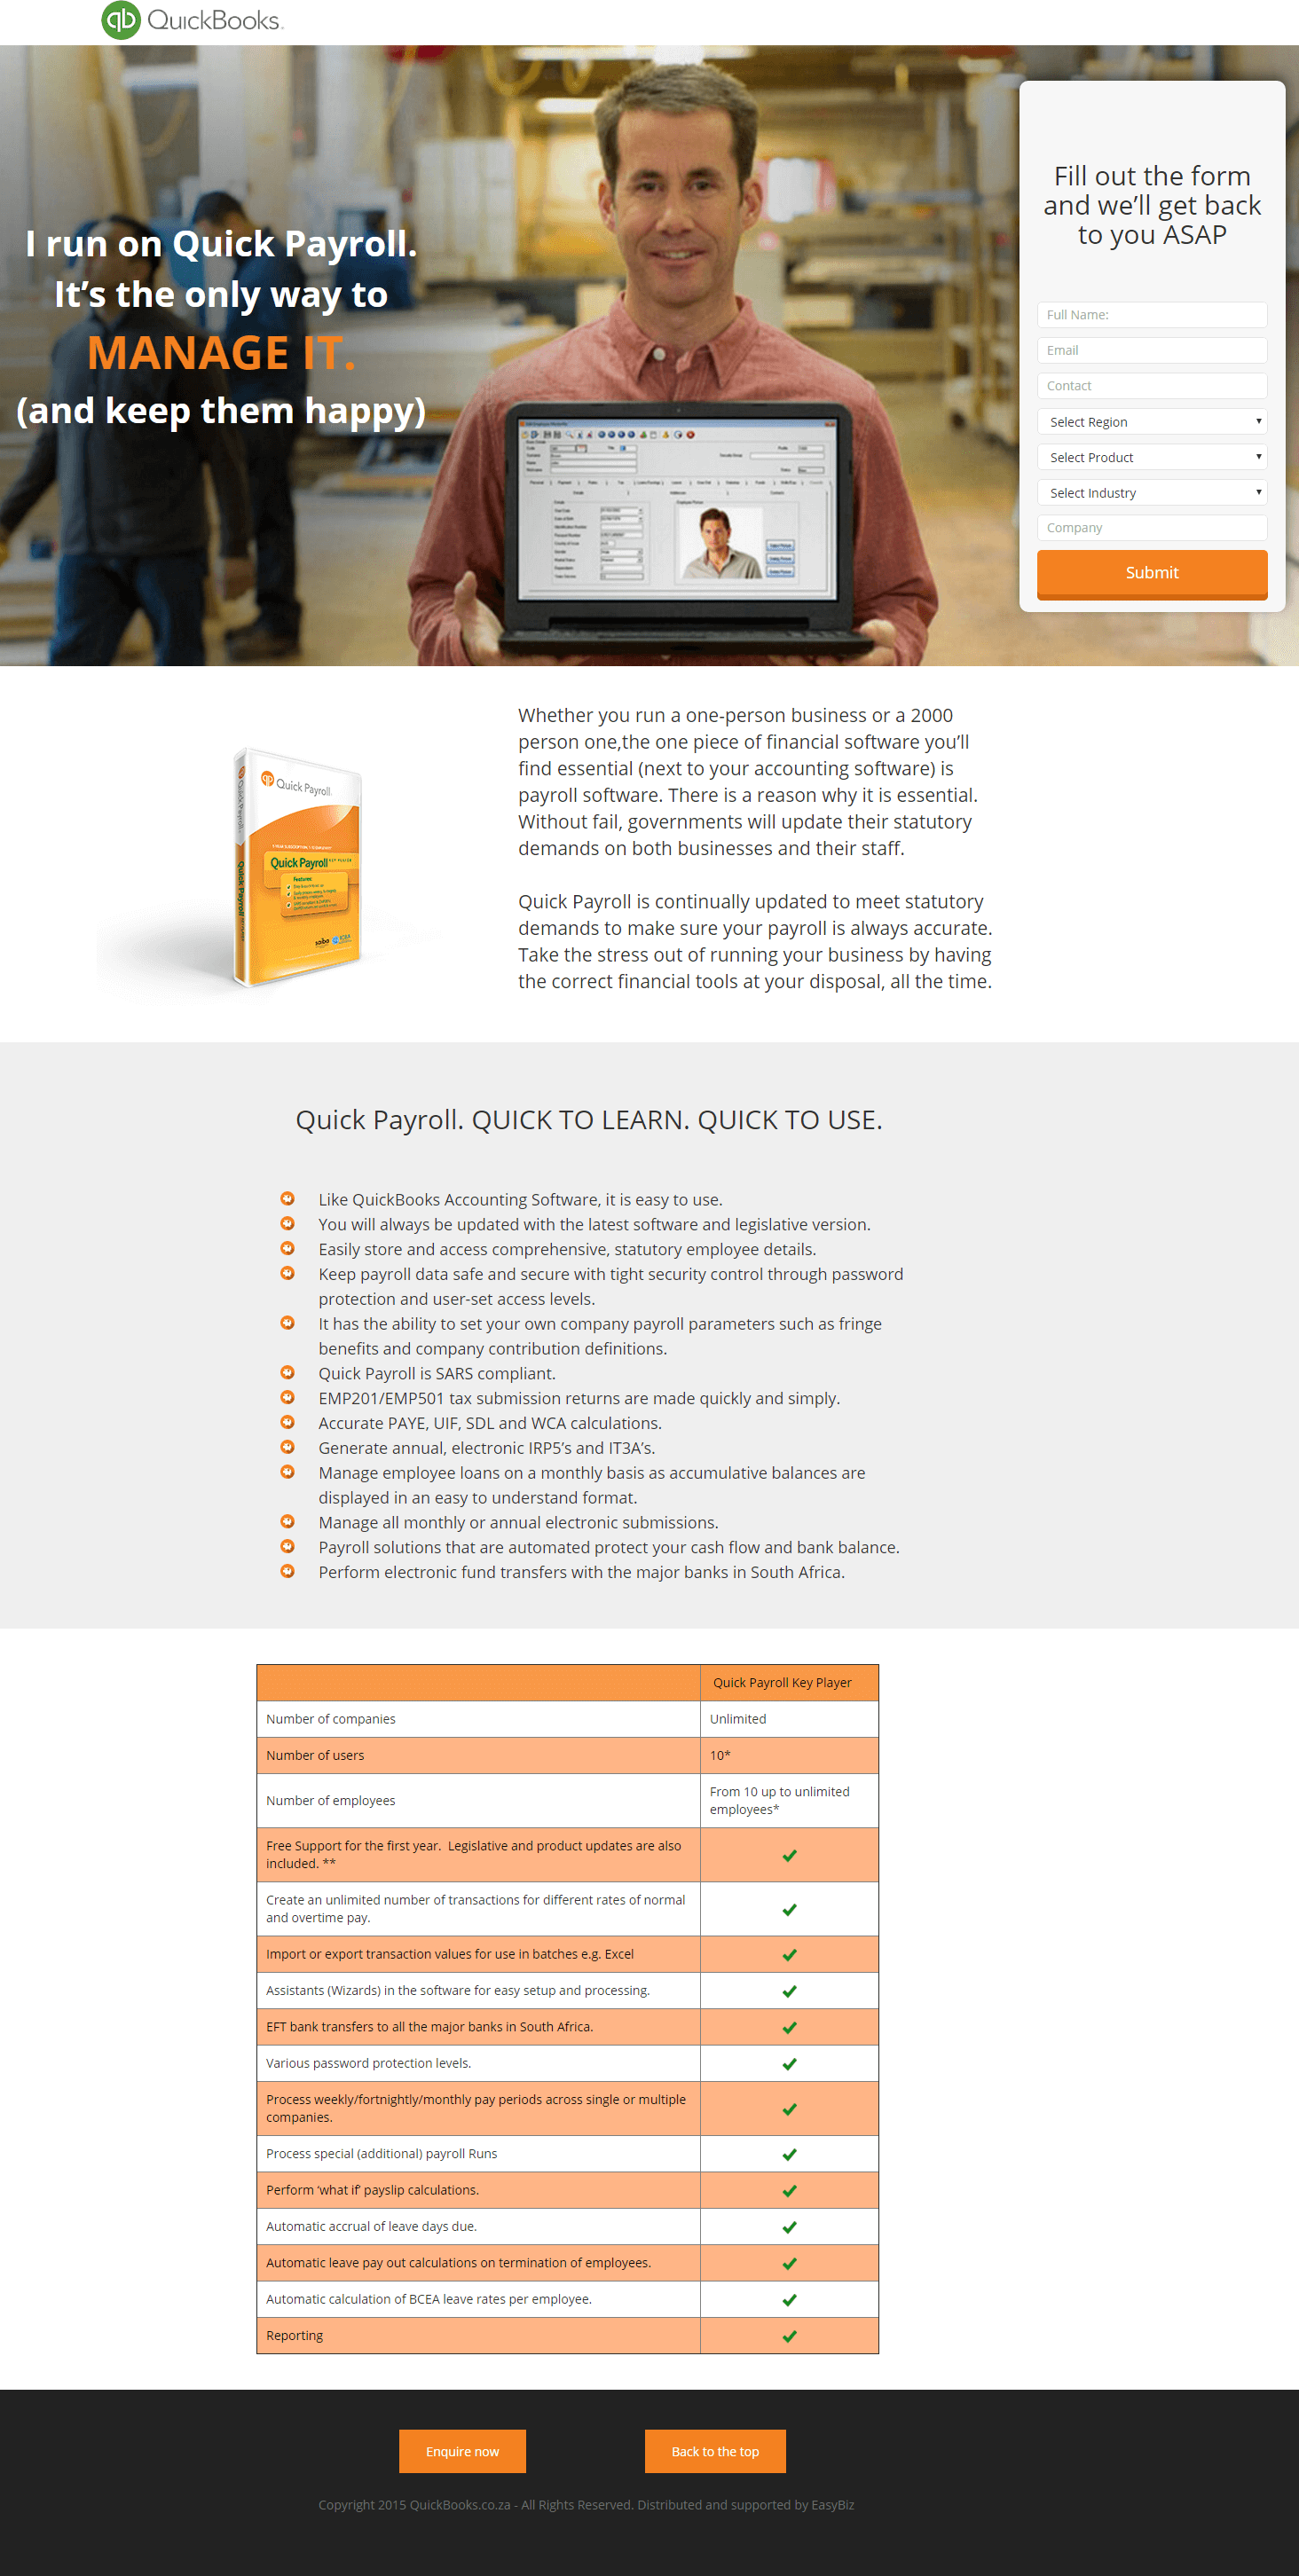 QuickBooks.
I run on Quick Payroll.
It’s the only way to
MANAGE IT.
(and keep them happy)
Fill out the form
and we’ll get back
to you ASAP
Full Name:
Email
Contact
Select Region
Select Product
Select Industry
Company
Submit
Whether you run a one-person business or a 2000
person one,the one piece of financial software you’ll
find essential (next to your accounting software) is
payroll software. There is a reason why it is essential.
Without fail, governments will update their statutory
demands on both businesses and their staff.
Quick Payroll is continually updated to meet statutory
demands to make sure your payroll is always accurate.
Take the stress out of running your business by having
the correct financial tools at your disposal, all the time.
Quick Payroll.
Quick Payroll
Features:
Quick Payroll
Quick Payroll. QUICK TO LEARN. QUICK TO USE.
Like QuickBooks Accounting Software, it is easy to use.
You will always be updated with the latest software and legislative version.
Easily store and access comprehensive, statutory employee details.
Keep payroll data safe and secure with tight security control through password
protection and user-set access levels.
It has the ability to set your own company payroll parameters such as fringe
benefits and company contribution definitions.
Quick Payroll is SARS compliant.
EMP201/EMP501 tax submission returns are made quickly and simply.
Accurate PAYE, UIF, SDL and WCA calculations.
Generate annual, electronic IRP5’s and IT3A’s.
Manage employee loans on a monthly basis as accumulative balances are
displayed in an easy to understand format.
Manage all monthly or annual electronic submissions.
Payroll solutions that are automated protect your cash flow and bank balance.
Perform electronic fund transfers with the major banks in South Africa.
Quick Payroll Key Player
Number of companies Unlimited
Number of users 10*
Number of employees From 10 up to unlimited
employees*
Free Support for the first year.  Legislative and product updates are also
included. **
Create an unlimited number of transactions for different rates of normal
and overtime pay.
Import or export transaction values for use in batches e.g. Excel
Assistants (Wizards) in the software for easy setup and processing.
EFT bank transfers to all the major banks in South Africa.
Various password protection levels.
Process weekly/fortnightly/monthly pay periods across single or multiple
companies.
Process special (additional) payroll Runs
Perform ‘what if’ payslip calculations.
Automatic accrual of leave days due.
Automatic leave pay out calculations on termination of employees.
Automatic calculation of BCEA leave rates per employee.
Reporting
Enquire now
Back to the top
Copyright 2015 QuickBooks.co.za - All Rights Reserved. Distributed and supported by EasyBiz